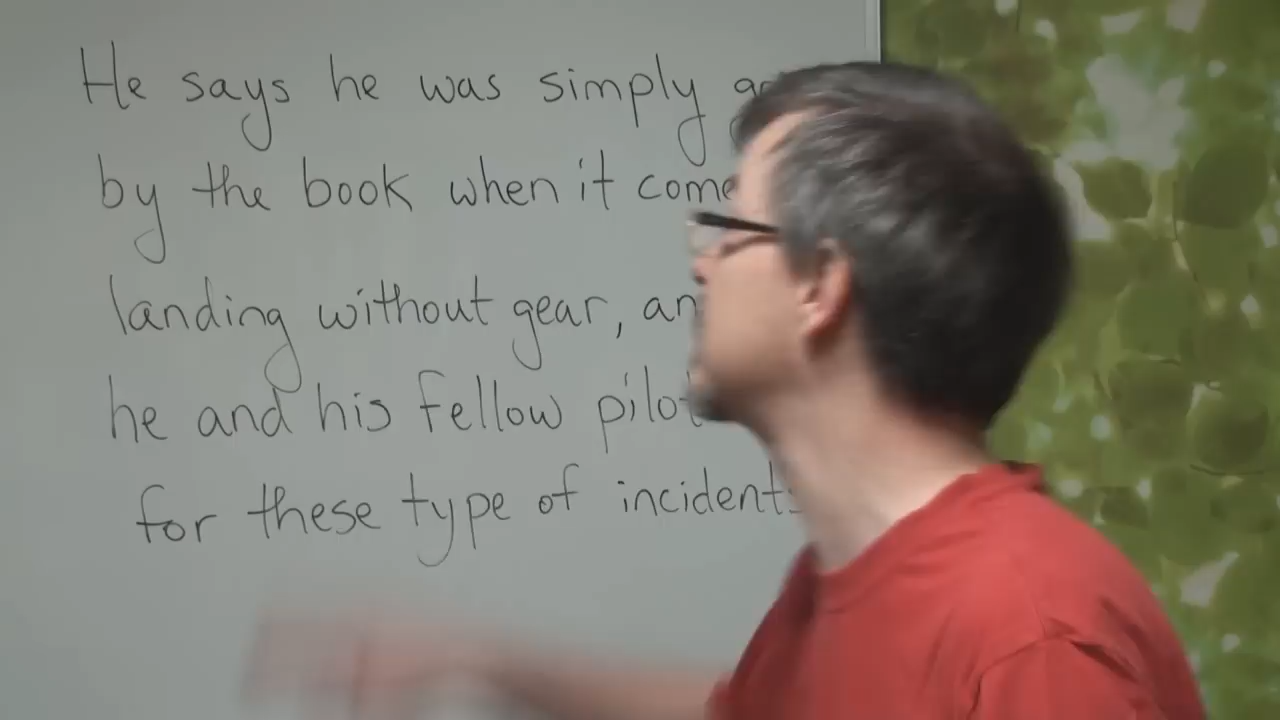 He says he was simply
by the book when it come
landing without gear, an
he and his fellow pilot
for these type of incidents